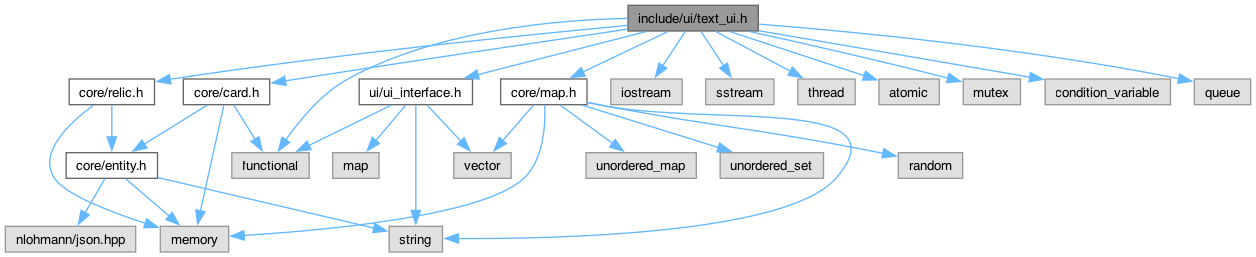 include/ui/text_ui.h
core/relic.h
core/card.h
ui/ui_interface.h
core/map.h
iostream
sstream
thread
atomic
mutex
condition_variable
queue
core/entity.h
functional
map
vector
unordered_map
unordered_set
random
nlohmann/json.hpp
memory
string